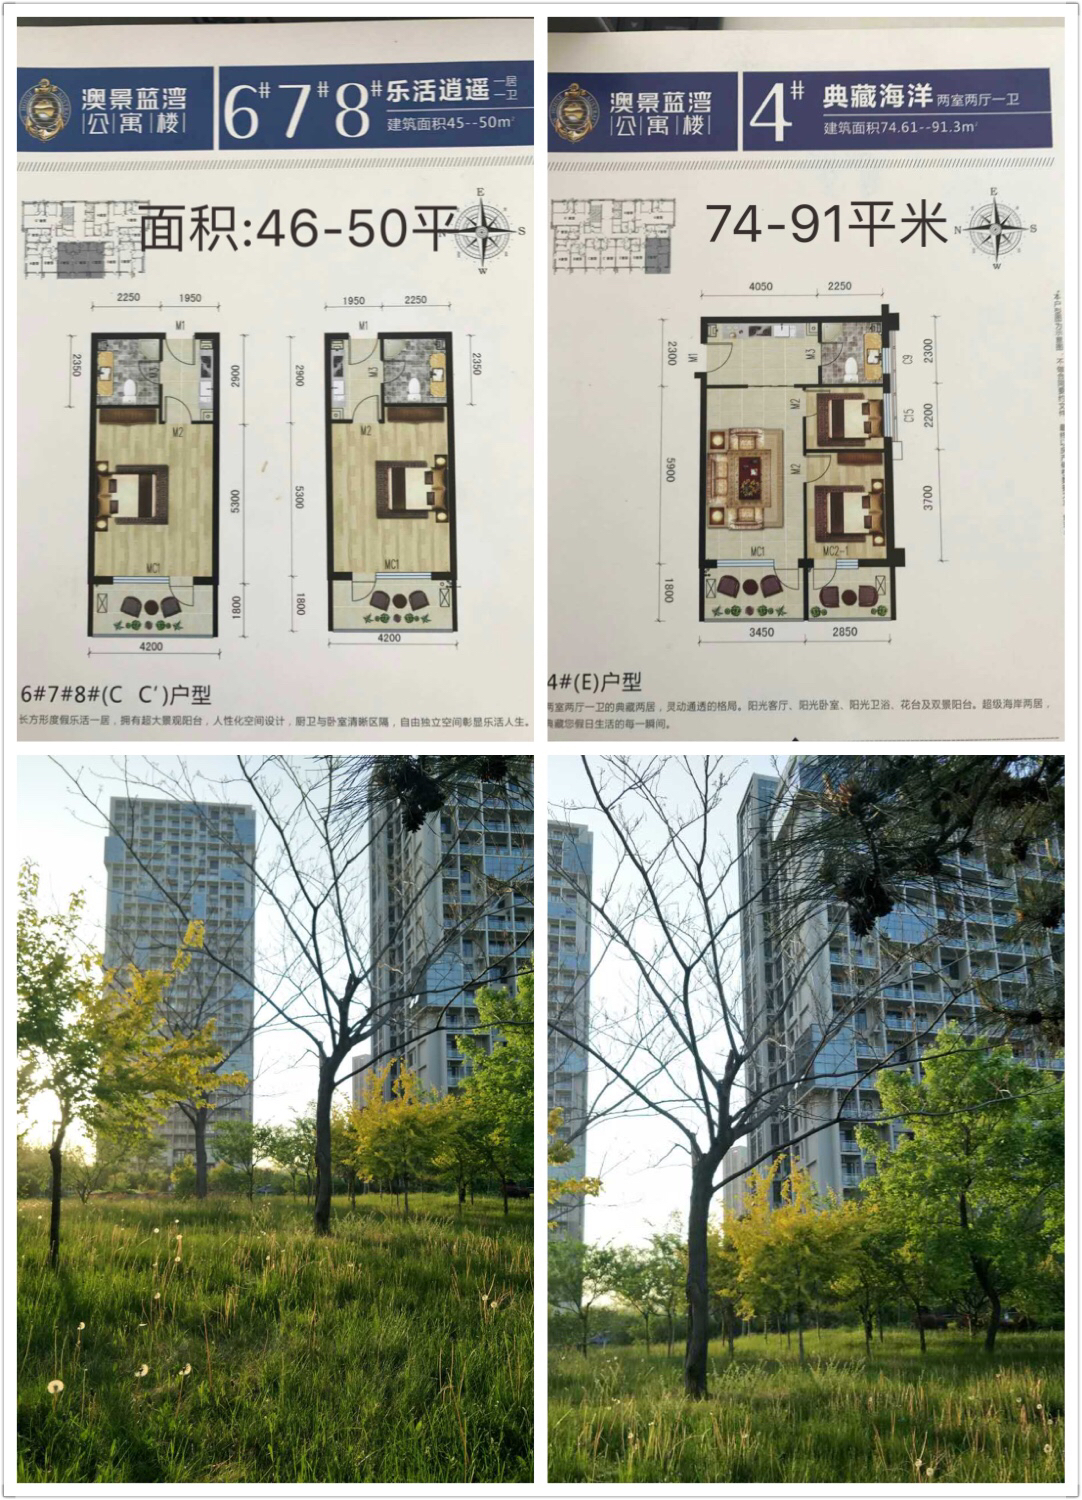 澳景蓝湾
公寓楼
6# 7# 8#
乐活逍遥 一居一卫
建筑面积45--50㎡
面积:46-50平
E
S
W
2250 1950
1950 2250
M1
M1
2350
2900
2900
2350
M3
M2
M2
5300
5300
MC1
MC1
1800
1800
4200
4200
6#7#8#(C C')户型
长方形度假乐活一居，拥有超大景观阳台，人性化空间设计，厨卫与卧室清晰区隔，自由独立空间彰显乐活人生。
澳景蓝湾
公寓楼
4#
典藏海洋 两室两厅一卫
建筑面积74.61--91.3㎡
74-91平米
E
N
S
W
4050 2250
2300
M1
M3
C9
2300
M2
C15
2200
5900
M2
3700
MC1
MC2-1
1800
3450 2850
4#(E)户型
两室两厅一卫的典藏两居，灵动通透的格局。阳光客厅、阳光卧室、阳光卫浴、花台及双景阳台。超级海岸两居，
典藏您假日生活的每一瞬间。